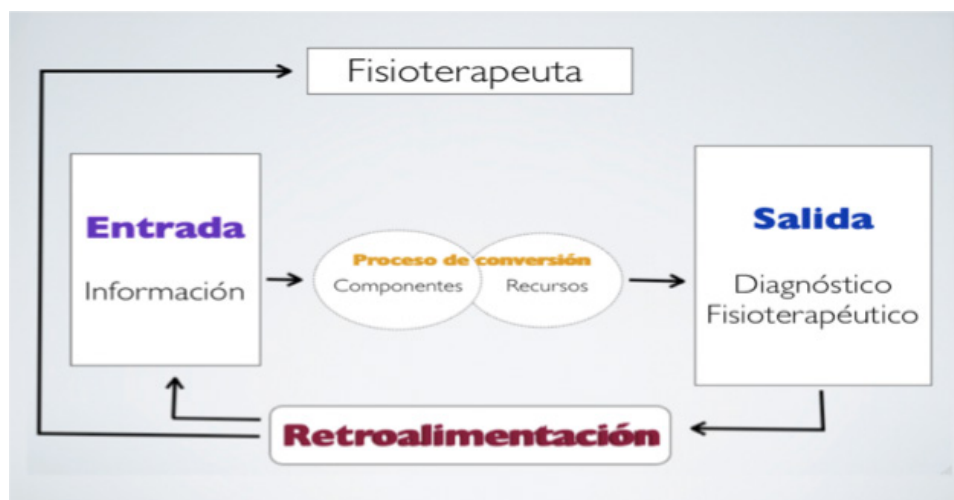 Fisioterapeuta
Entrada
Información
Proceso de conversión
Componentes
Recursos
Salida
Diagnóstico
Fisioterapéutico
Retroalimentación